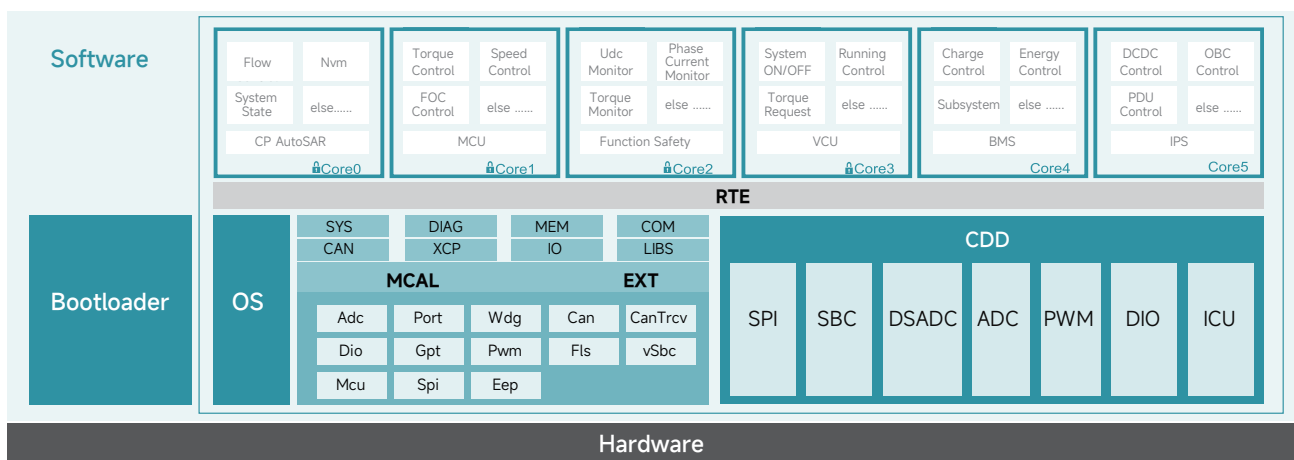 Software
Flow
Nvm
System
State
else......
CP AutoSAR
Core0
Torque
Control
Speed
Control
FOC
Control
else ......
MCU
Core1
Udc
Monitor
Phase
Current
Monitor
Torque
Monitor
else ......
Function Safety
Core2
System
ON/OFF
Running
Control
Torque
Request
else ......
VCU
Core3
Charge
Control
Energy
Control
Subsystem
else ......
BMS
Core4
DCDC
Control
OBC
Control
PDU
Control
else ......
IPS
Core5
RTE
Bootloader
OS
SYS
DIAG
MEM
COM
CAN
XCP
IO
LIBS
MCAL
EXT
Adc
Port
Wdg
Can
CanTrcv
Dio
Gpt
Pwm
Fls
vSbc
Mcu
Spi
Eep
CDD
SPI
SBC
DSADC
ADC
PWM
DIO
ICU
Hardware